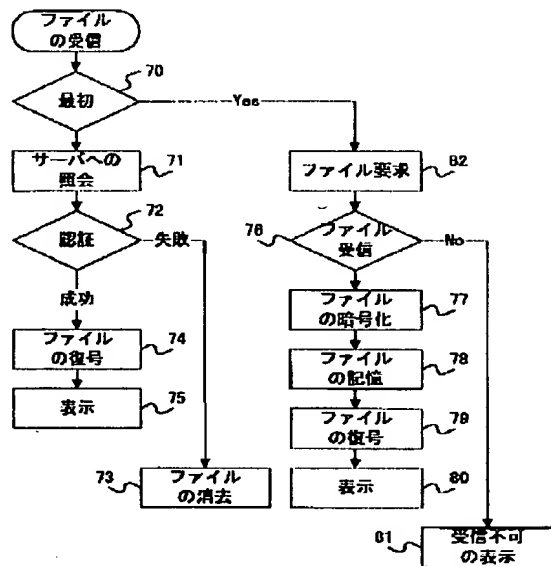 ファイル
の受信
70
最初
Yes
サーバへの
照会
71
ファイル要求
82
72
認証
失敗
76
ファイル
受信
No
成功
ファイル
の暗号化
77
ファイル
の復号
74
ファイル
の記憶
78
表示
75
ファイル
の復号
79
73
ファイル
の消去
表示
80
81
受信不可
の表示